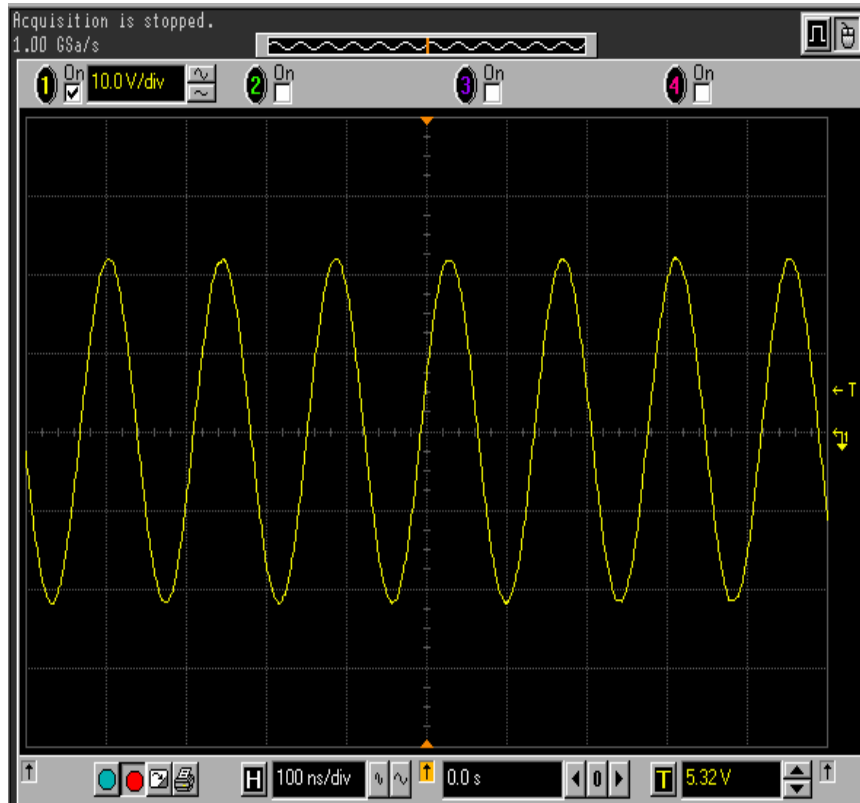 Acquisition is stopped.
1.00 GSa/s
1 On 10.0 V/div 2 On 3 On 4 On
T
1
H 100 ns/div 0.0 s 0 T 5.32 V